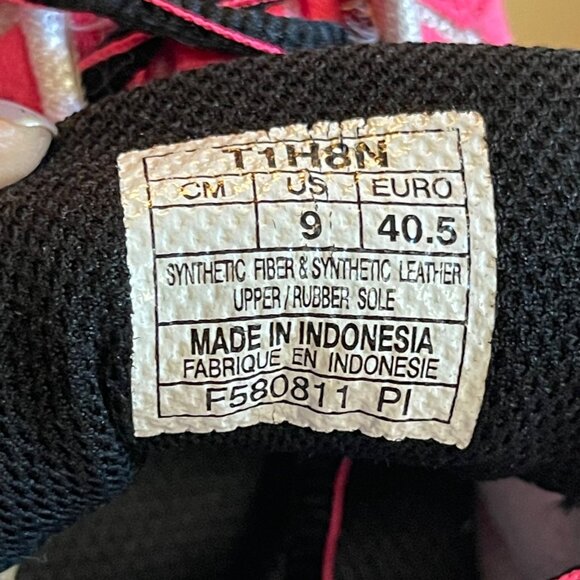 T1H8N
CM US EURO
9 40.5
SYNTHETIC FIBER & SYNTHETIC LEATHER
UPPER / RUBBER SOLE
MADE IN INDONESIA
FABRIQUE EN INDONESIE
F580811 PI